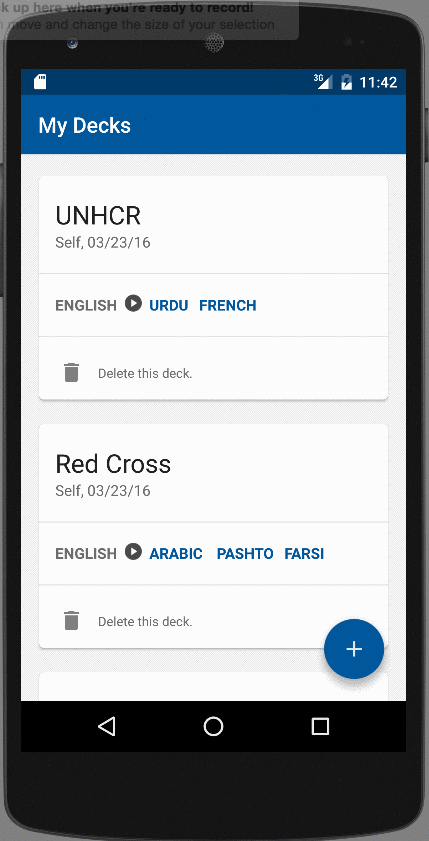 k up here when you're ready to record!
move and change the size of your selection
3G 11:42
My Decks
UNHCR
Self, 03/23/16
ENGLISH URDU FRENCH
Delete this deck.
Red Cross
Self, 03/23/16
ENGLISH ARABIC PASHTO FARSI
Delete this deck.